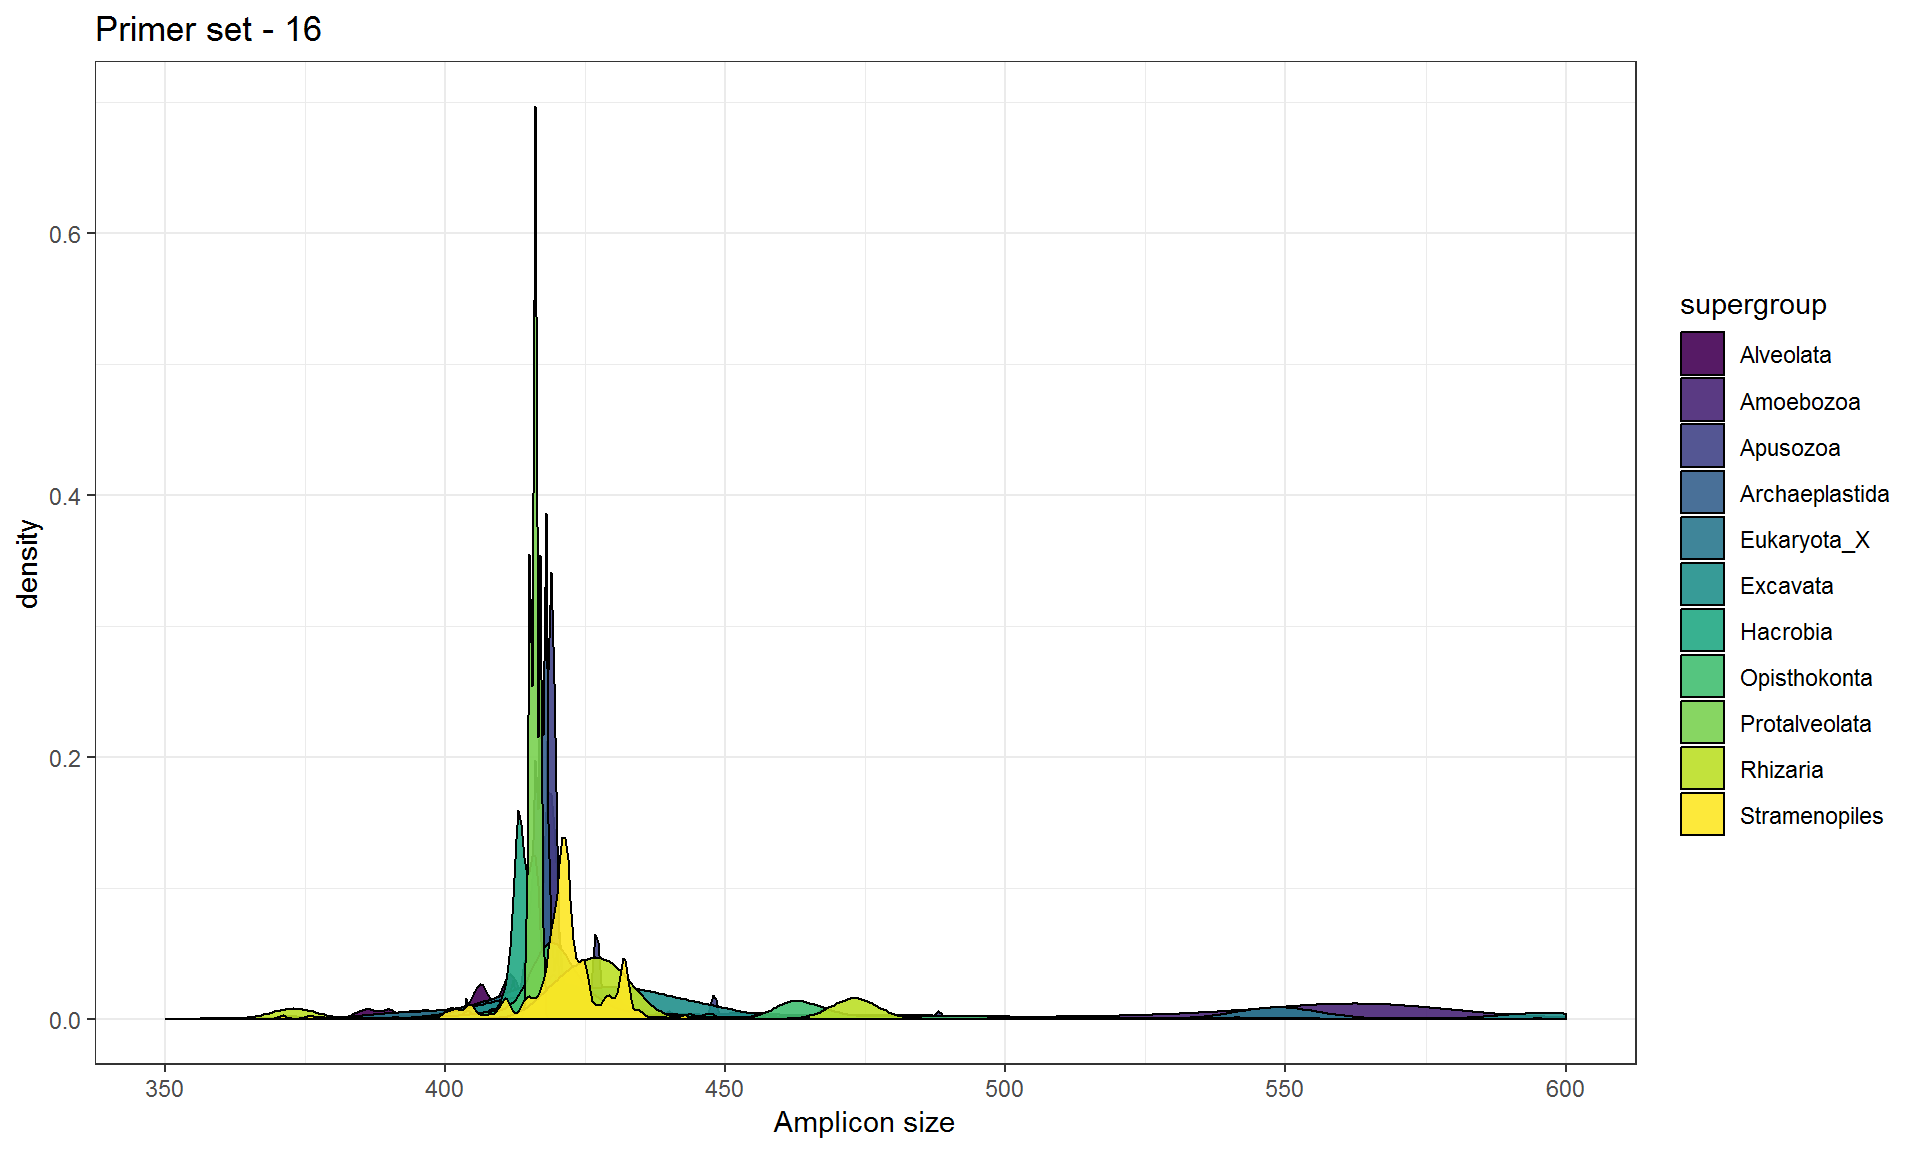 Primer set - 16
density
0.6
0.4
0.2
0.0
350 400 450 500 550 600
Amplicon size
supergroup
Alveolata
Amoebozoa
Apusozoa
Archaeplastida
Eukaryota_X
Excavata
Hacrobia
Opisthokonta
Protalveolata
Rhizaria
Stramenopiles